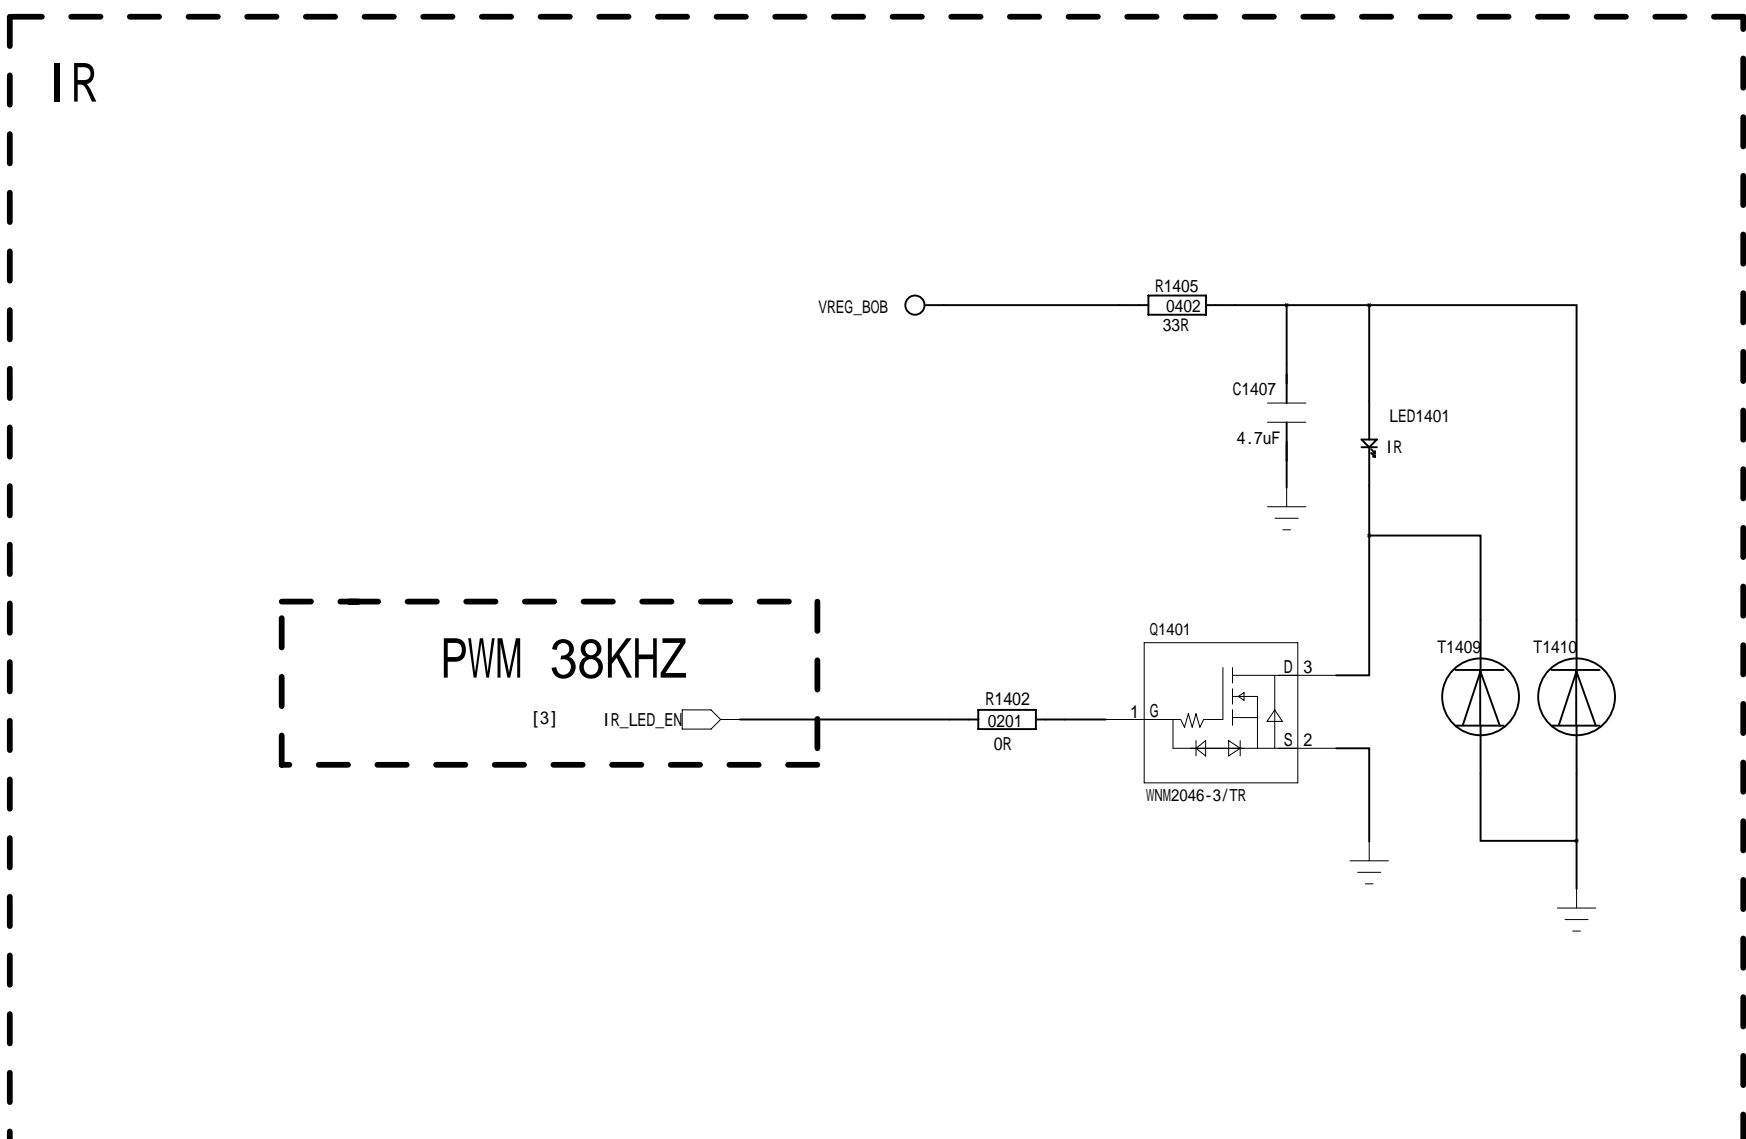 IR
R1405
VREG_BOB
0402
33R
C1407
4.7uF
LED1401
IR
PWM 38KHZ
[3] IR_LED_EN
R1402
0201
0R
Q1401
1 G
D 3
S 2
WNM2046-3/TR
T1409
T1410